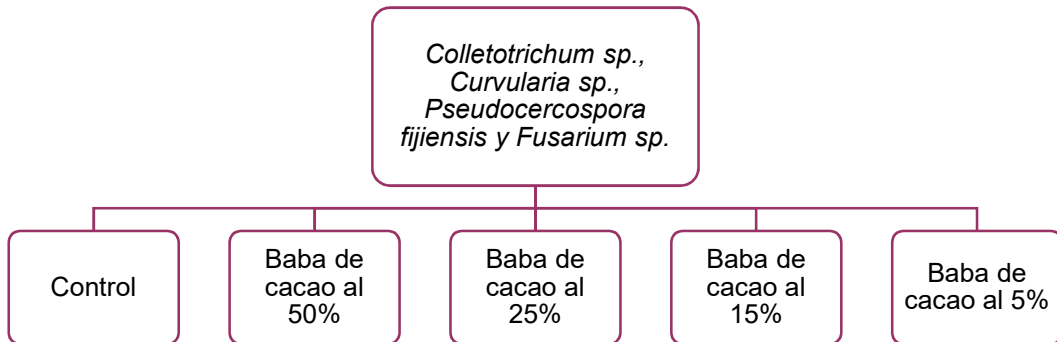 Colletotrichum sp.,
Curvularia sp.,
Pseudocercospora
fijiensis y Fusarium sp.
Control
Baba de
cacao al
50%
Baba de
cacao al
25%
Baba de
cacao al
15%
Baba de
cacao al 5%